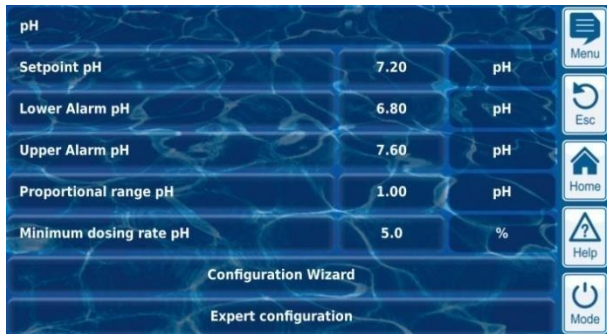 pH
Setpoint pH 7.20 pH
Lower Alarm pH 6.80 pH
Upper Alarm pH 7.60 pH
Proportional range pH 1.00 pH
Minimum dosing rate pH 5.0 %
Configuration Wizard
Expert configuration
Menu
Esc
Home
?
Help
Mode